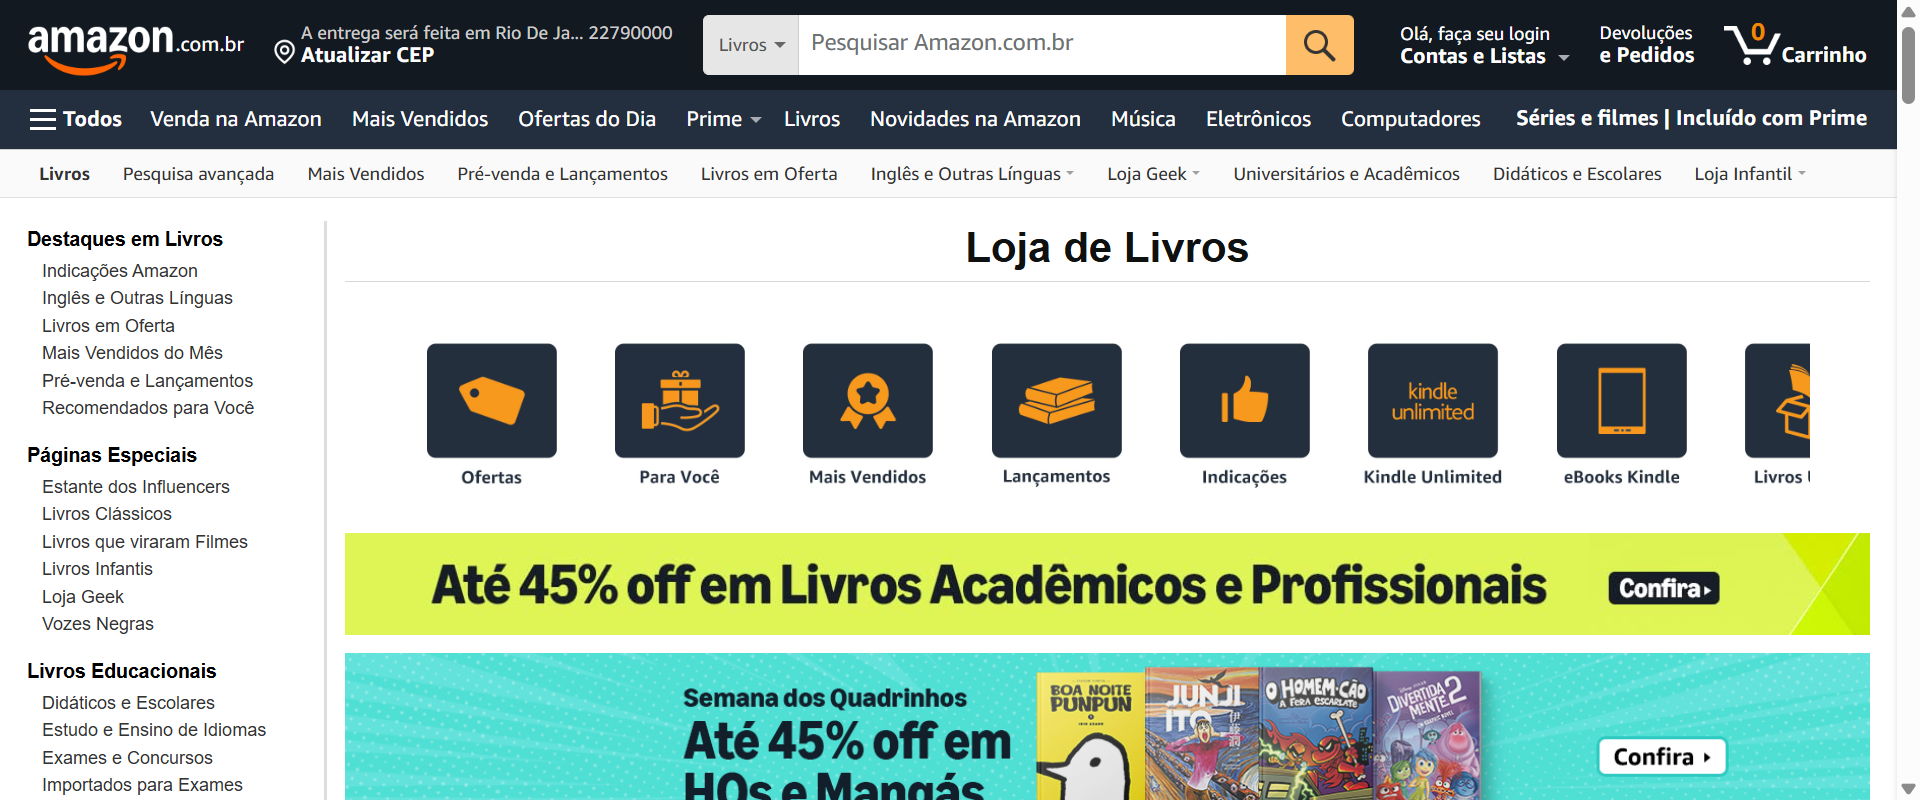 amazon.com.br
A entrega será feita em Rio De Ja... 22790000
Atualizar CEP
Livros
Pesquisar Amazon.com.br
Olá, faça seu login
Contas e Listas
Devoluções
e Pedidos
0
Carrinho
Todos
Venda na Amazon
Mais Vendidos
Ofertas do Dia
Prime
Livros
Novidades na Amazon
Música
Eletrônicos
Computadores
Séries e filmes | Incluído com Prime
Livros
Pesquisa avançada
Mais Vendidos
Pré-venda e Lançamentos
Livros em Oferta
Inglês e Outras Línguas
Loja Geek
Universitários e Acadêmicos
Didáticos e Escolares
Loja Infantil
Destaques em Livros
Indicações Amazon
Inglês e Outras Línguas
Livros em Oferta
Mais Vendidos do Mês
Pré-venda e Lançamentos
Recomendados para Você
Páginas Especiais
Estante dos Influencers
Livros Clássicos
Livros que viraram Filmes
Livros Infantis
Loja Geek
Vozes Negras
Livros Educacionais
Didáticos e Escolares
Estudo e Ensino de Idiomas
Exames e Concursos
Importados para Exames
Loja de Livros
kindle
unlimited
Ofertas
Para Você
Mais Vendidos
Lançamentos
Indicações
Kindle Unlimited
eBooks Kindle
Livros
Até 45% off em Livros Acadêmicos e Profissionais
Confira
Semana dos Quadrinhos
Até 45% off em
HQs e Mangás
BOA NOITE
PUNPUN
JUNJI
ITO
伊藤潤
O HOMEM-CÃO
A FERA ESCARLATE
DIVERTIDA
MENTE 2
Confira